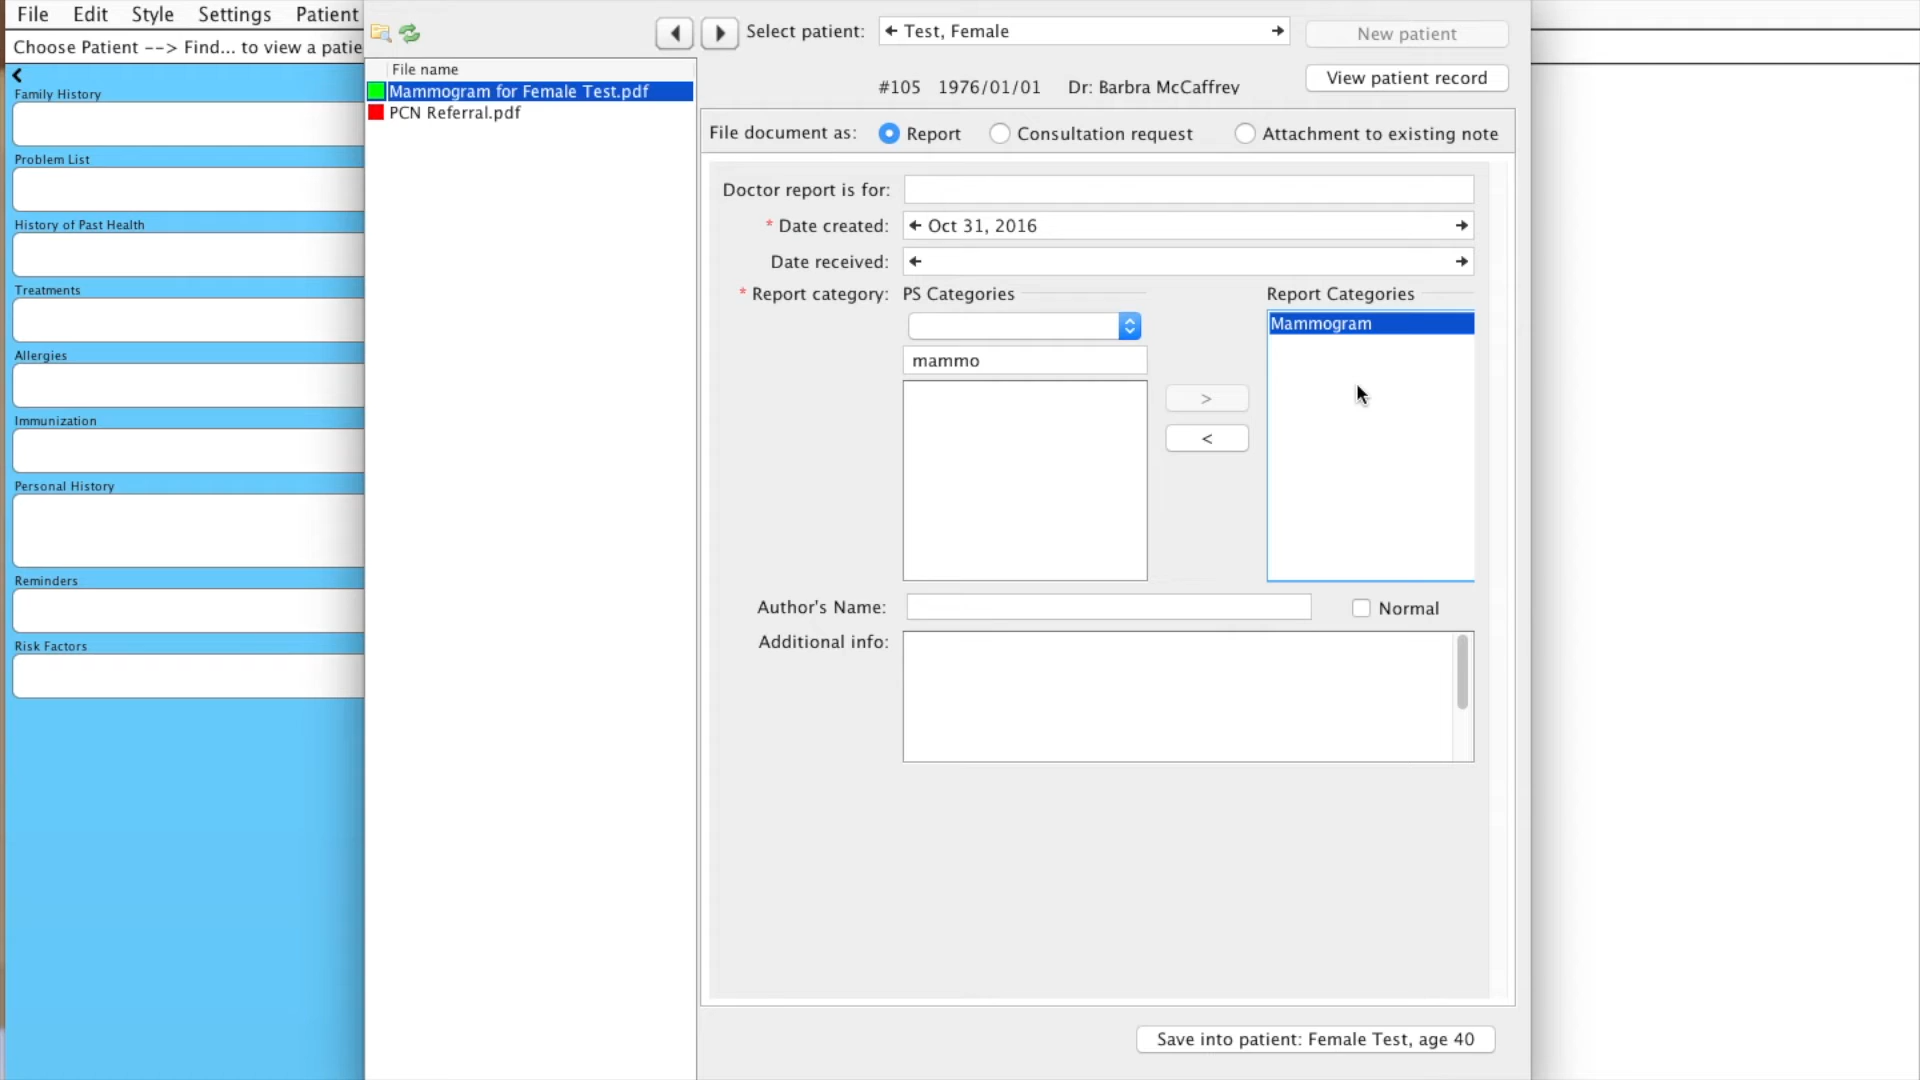 File Edit Style Settings Patient
Choose Patient --> Find... to view a patie
Family History
Problem List
History of Past Health
Treatments
Allergies
Immunization
Personal History
Reminders
Risk Factors
File name
Mammogram for Female Test.pdf
PCN Referral.pdf
Select patient: Test, Female
New patient
#105 1976/01/01 Dr: Barbra McCaffrey
View patient record
File document as: Report Consultation request Attachment to existing note
Doctor report is for:
* Date created: Oct 31, 2016
Date received:
* Report category: PS Categories
Report Categories
Mammogram
mammo
>
<
Author's Name:
Normal
Additional info:
Save into patient: Female Test, age 40